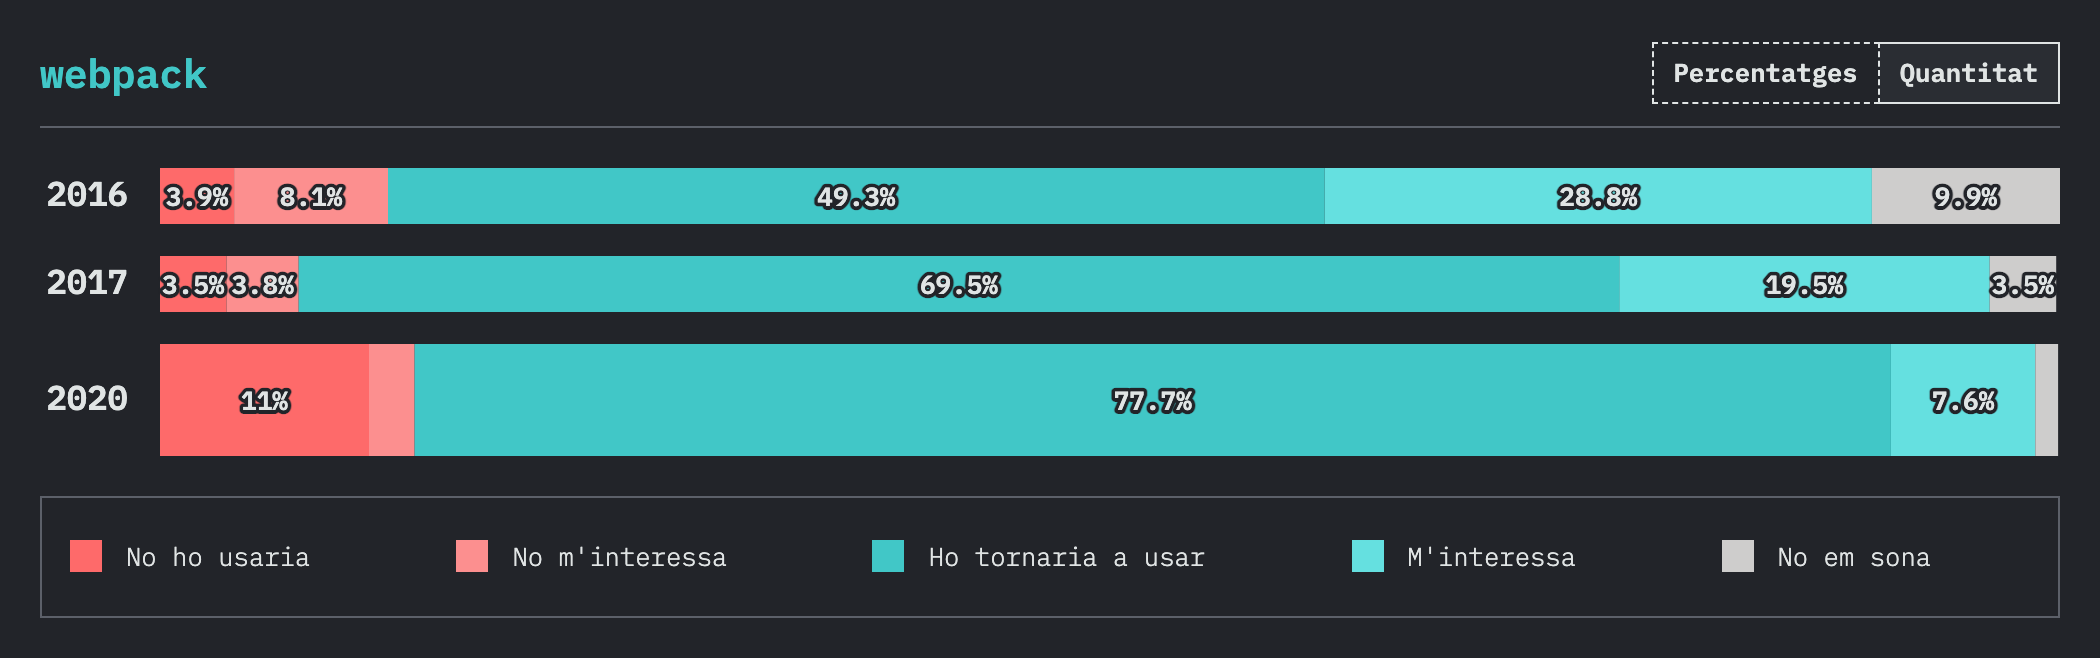 webpack
Percentatges Quantitat
2016 3.9% 8.1% 49.3% 28.8% 9.9%
2017 3.5% 3.8% 69.5% 19.5% 3.5%
2020 11% 77.7% 7.6%
No ho usaria No m'interessa Ho tornaria a usar M'interessa No em sona